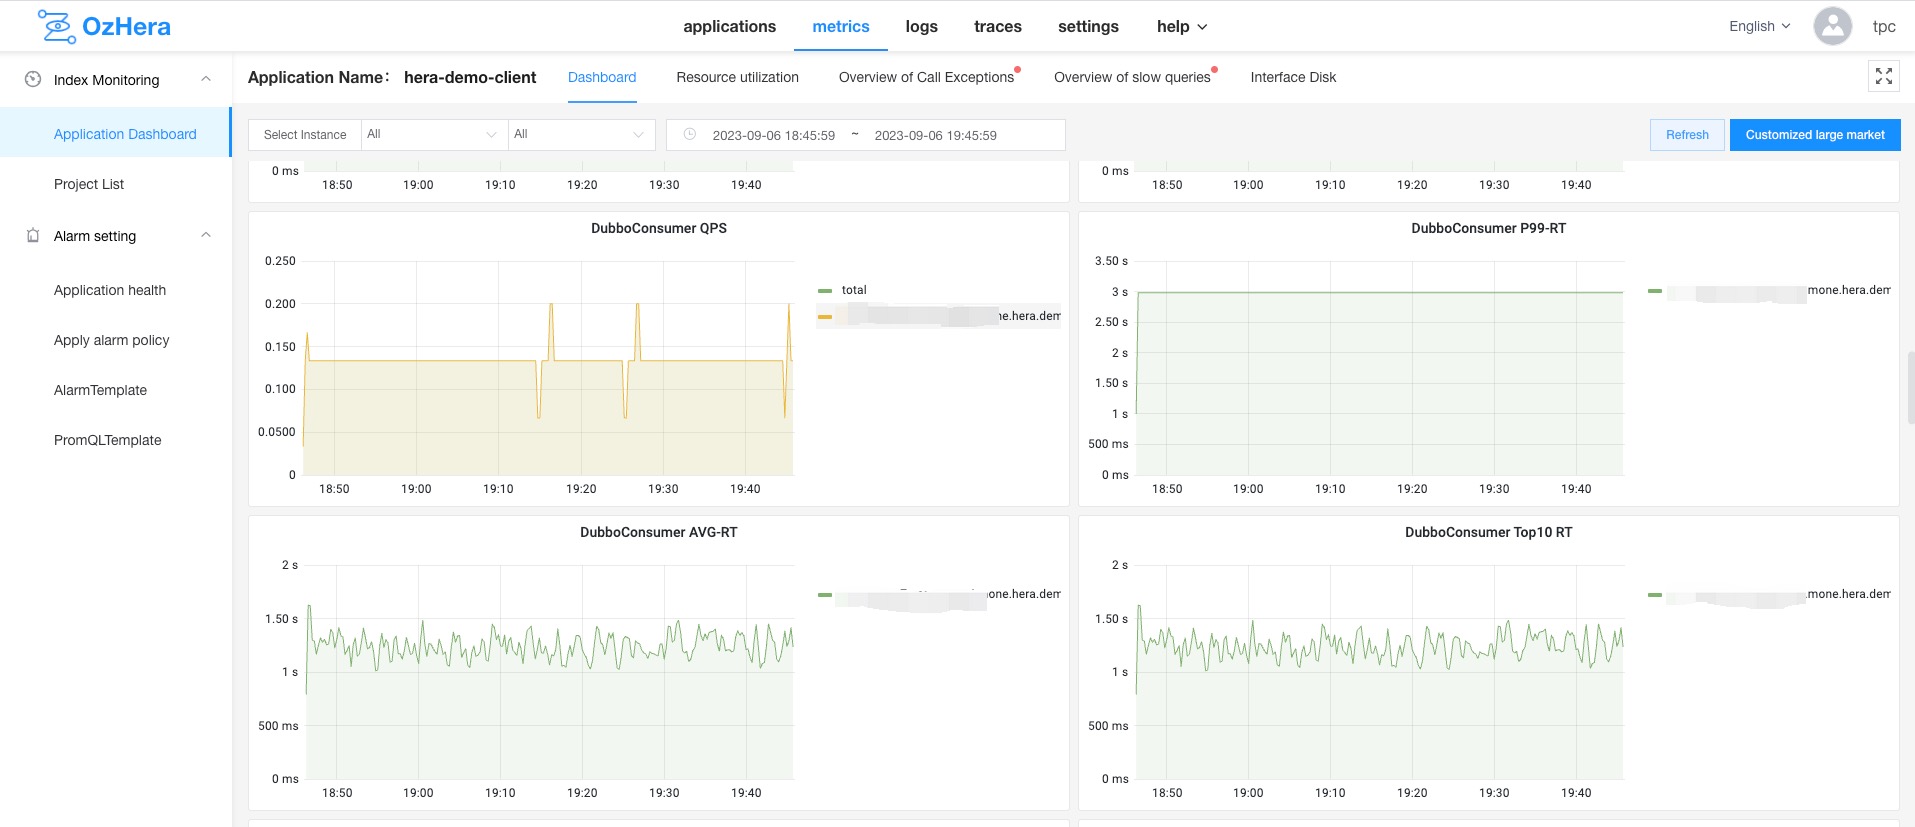 OzHera
applications metrics logs traces settings help
English tpc
Index Monitoring
Application Dashboard
Project List
Alarm setting
Application health
Apply alarm policy
AlarmTemplate
PromQLTemplate
Application Name： hera-demo-client Dashboard Resource utilization Overview of Call Exceptions Overview of slow queries Interface Disk
Select Instance All All 2023-09-06 18:45:59 ~ 2023-09-06 19:45:59 Refresh Customized large market
0 ms
18:50 19:00 19:10 19:20 19:30 19:40
0 ms
18:50 19:00 19:10 19:20 19:30 19:40
DubboConsumer QPS
0.250
0.200
0.150
0.100
0.0500
0
18:50 19:00 19:10 19:20 19:30 19:40
total
ne.hera.dem
DubboConsumer P99-RT
3.50 s
3 s
2.50 s
2 s
1.50 s
1 s
500 ms
0 ms
18:50 19:00 19:10 19:20 19:30 19:40
mone.hera.dem
DubboConsumer AVG-RT
2 s
1.50 s
1 s
500 ms
0 ms
18:50 19:00 19:10 19:20 19:30 19:40
one.hera.dem
DubboConsumer Top10 RT
2 s
1.50 s
1 s
500 ms
0 ms
18:50 19:00 19:10 19:20 19:30 19:40
mone.hera.dem